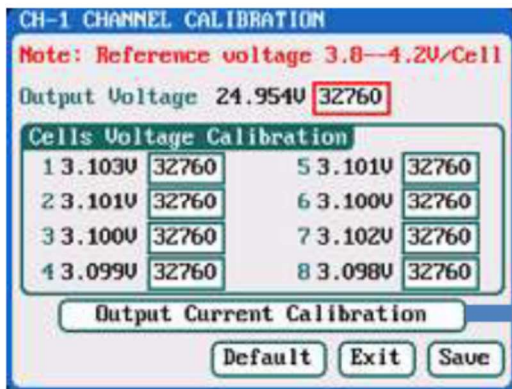 CH-1 CHANNEL CALIBRATION
Note: Reference voltage 3.8--4.2V/Cell
Output Voltage 24.954V 32760
Cells Voltage Calibration
1 3.103V 32760 5 3.101V 32760
2 3.101V 32760 6 3.100V 32760
3 3.100V 32760 7 3.102V 32760
4 3.099V 32760 8 3.098V 32760
Output Current Calibration
Default Exit Save